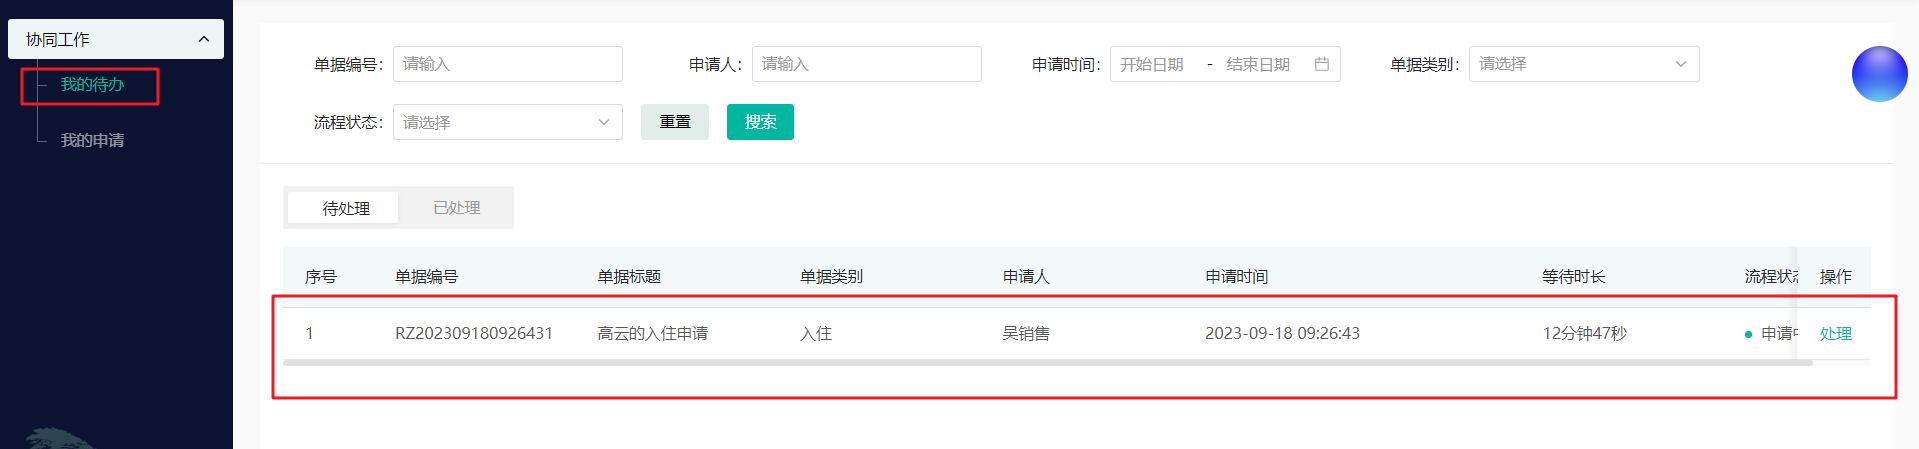 协同工作
我的待办
我的申请
单据编号: 请输入 申请人: 请输入 申请时间: 开始日期 - 结束日期 单据类别: 请选择
流程状态: 请选择 重置 搜索
待处理 已处理
序号 单据编号 单据标题 单据类别 申请人 申请时间 等待时长 流程状 操作
1 RZ202309180926431 高云的入住申请 入住 吴销售 2023-09-18 09:26:43 12分钟47秒 申请 处理